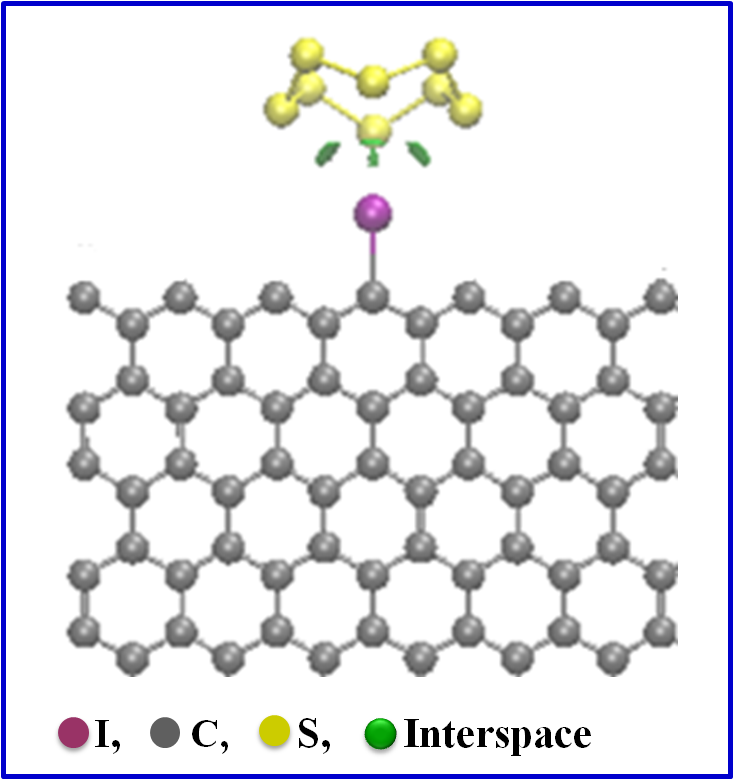 I, C, S, Interspace